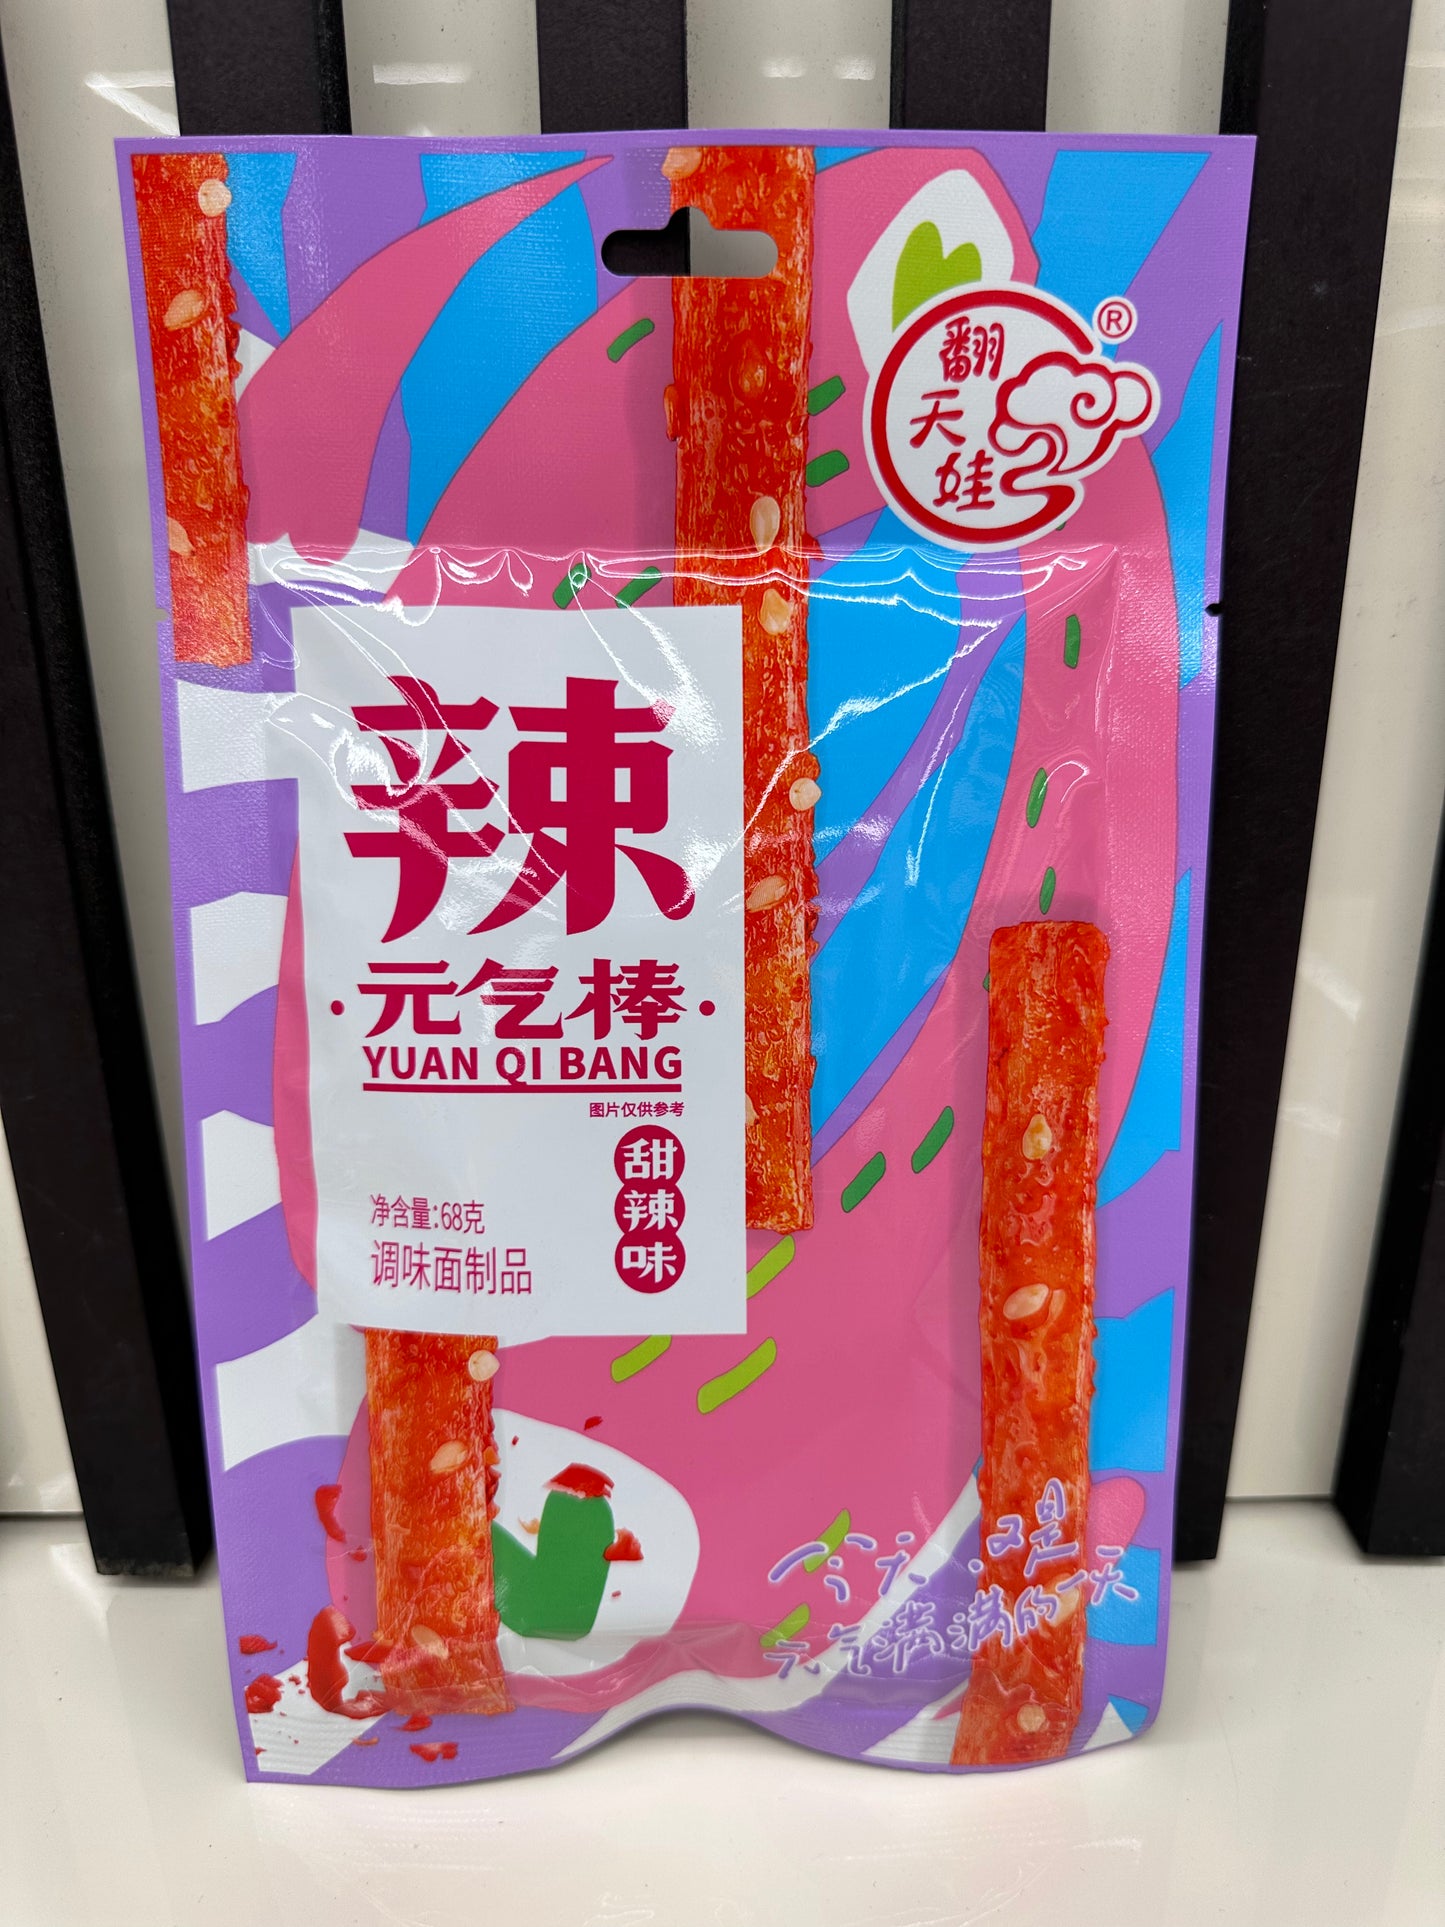 翻天娃
®
辣
·元气棒·
YUAN QI BANG
图片仅供参考
甜辣味
净含量:68克
调味面制品
今天又是
元气满满的一天